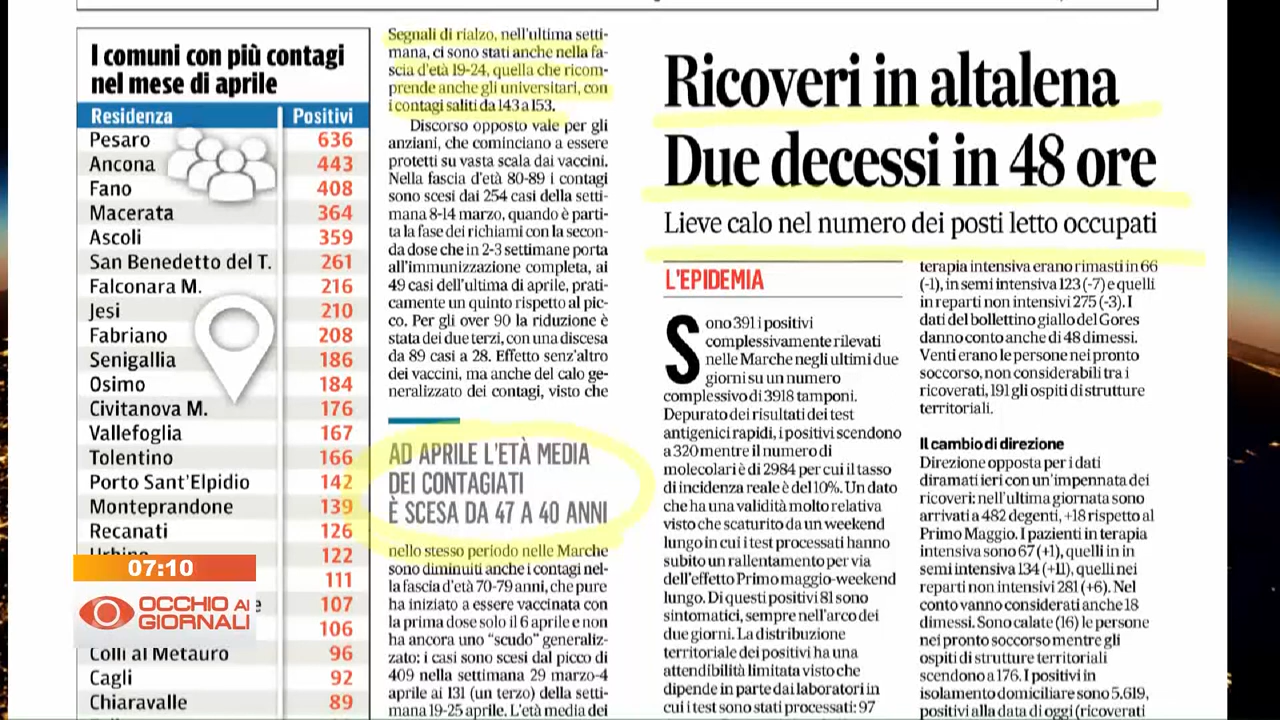 I comuni con più contagi
nel mese di aprile
Residenza Positivi
Pesaro 636
Ancona 443
Fano 408
Macerata 364
Ascoli 359
San Benedetto del T. 261
Falconara M. 216
Jesi 210
Fabriano 208
Senigallia 186
Osimo 184
Civitanova M. 176
Vallefoglia 167
Tolentino 166
Porto Sant'Elpidio 142
Monteprandone 139
Recanati 126
122
111
107
106
Colli al Metauro 96
Cagli 92
Chiaravalle 89
07:10
OCCHIO AI
GIORNALI
Segnali di rialzo, nell'ultima setti-
mana, ci sono stati anche nella fa-
scia d'età 19-24, quella che ricom-
prende anche gli universitari, con
i contagi saliti da 143 a 153.
Discorso opposto vale per gli
anziani, che cominciano a essere
protetti su vasta scala dai vaccini.
Nella fascia d'età 80-89 i contagi
sono scesi dai 254 casi della setti-
mana 8-14 marzo, quando è parti-
ta la fase dei richiami con la secon-
da dose che in 2-3 settimane porta
all'immunizzazione completa, ai
49 casi dell'ultima di aprile, prati-
camente un quinto rispetto al pic-
co. Per gli over 90 la riduzione è
stata dei due terzi, con una discesa
da 89 casi a 28. Effetto senz'altro
dei vaccini, ma anche del calo ge-
neralizzato dei contagi, visto che
AD APRILE L'ETÀ MEDIA
DEI CONTAGIATI
È SCESA DA 47 A 40 ANNI
nello stesso periodo nelle Marche
sono diminuiti anche i contagi nel-
la fascia d'età 70-79 anni, che pure
ha iniziato a essere vaccinata con
la prima dose solo il 6 aprile e non
ha ancora uno "scudo" generaliz-
zato: i casi sono scesi dal picco di
409 nella settimana 29 marzo-4
aprile ai 131 (un terzo) della setti-
mana 19-25 aprile. L'età media dei
Ricoveri in altalena
Due decessi in 48 ore
Lieve calo nel numero dei posti letto occupati
L'EPIDEMIA
Sono 391 i positivi
complessivamente rilevati
nelle Marche negli ultimi due
giorni su un numero
complessivo di 3918 tamponi.
Depurato dei risultati dei test
antigenici rapidi, i positivi scendono
a 320 mentre il numero di
molecolari è di 2984 per cui il tasso
di incidenza reale è del 10%. Un dato
che ha una validità molto relativa
visto che scaturito da un weekend
lungo in cui i test processati hanno
subito un rallentamento per via
dell'effetto Primo maggio-weekend
lungo. Di questi positivi 81 sono
sintomatici, sempre nell'arco dei
due giorni. La distribuzione
territoriale dei positivi ha una
attendibilità limitata visto che
dipende in parte dai laboratori in
cui i test sono stati processati: 97
terapia intensiva erano rimasti in 66
(-1), in semi intensiva 123 (-7) e quelli
in reparti non intensivi 275 (-3). I
dati del bollettino giallo del Gores
danno conto anche di 48 dimessi.
Venti erano le persone nei pronto
soccorso, non considerabili tra i
ricoverati, 191 gli ospiti di strutture
territoriali.
Il cambio di direzione
Direzione opposta per i dati
diramati ieri con un'impennata dei
ricoveri: nell'ultima giornata sono
arrivati a 482 degenti, +18 rispetto al
Primo Maggio. I pazienti in terapia
intensiva sono 67 (+1), quelli in in
semi intensiva 134 (+11), quelli nei
reparti non intensivi 281 (+6). Nel
conto vanno considerati anche 18
dimessi. Sono calate (16) le persone
nei pronto soccorso mentre gli
ospiti di strutture territoriali
scendono a 176. I positivi in
isolamento domiciliare sono 5.619,
positivi alla data di oggi (ricoverati